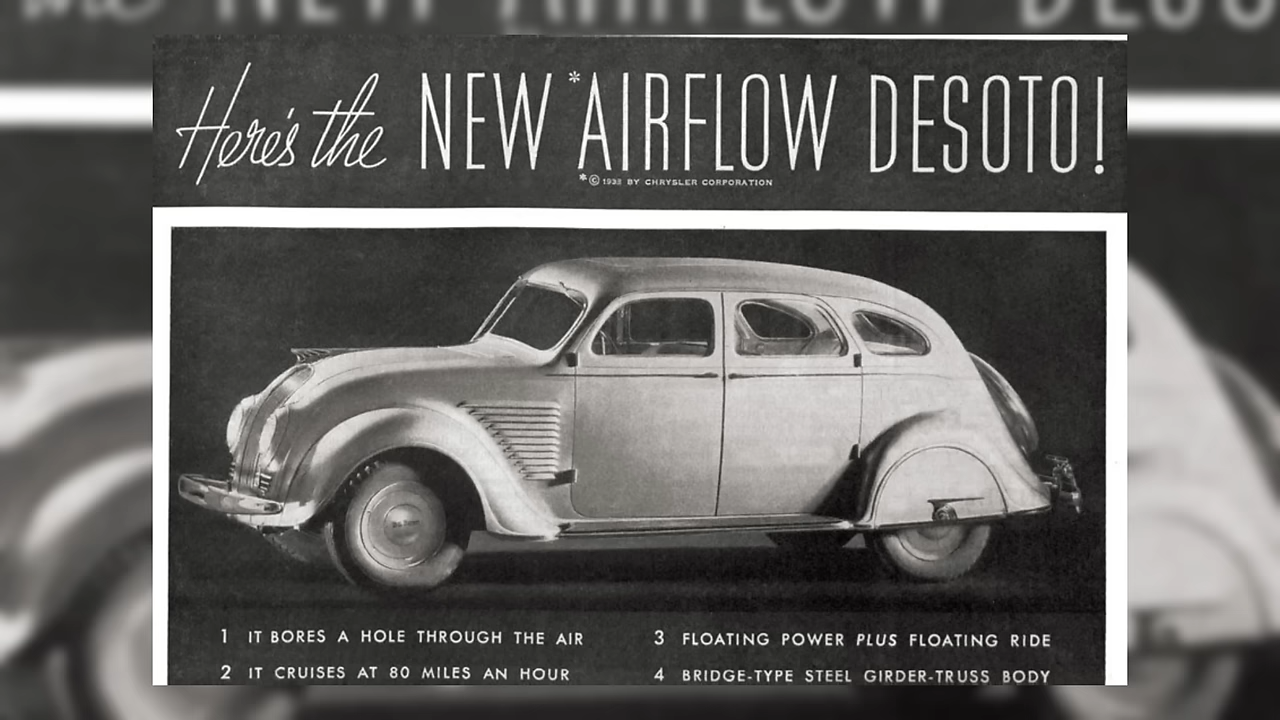 Here's the NEW *AIRFLOW DESOTO!
*© 1933 BY CHRYSLER CORPORATION
1 IT BORES A HOLE THROUGH THE AIR
2 IT CRUISES AT 80 MILES AN HOUR
3 FLOATING POWER PLUS FLOATING RIDE
4 BRIDGE-TYPE STEEL GIRDER-TRUSS BODY